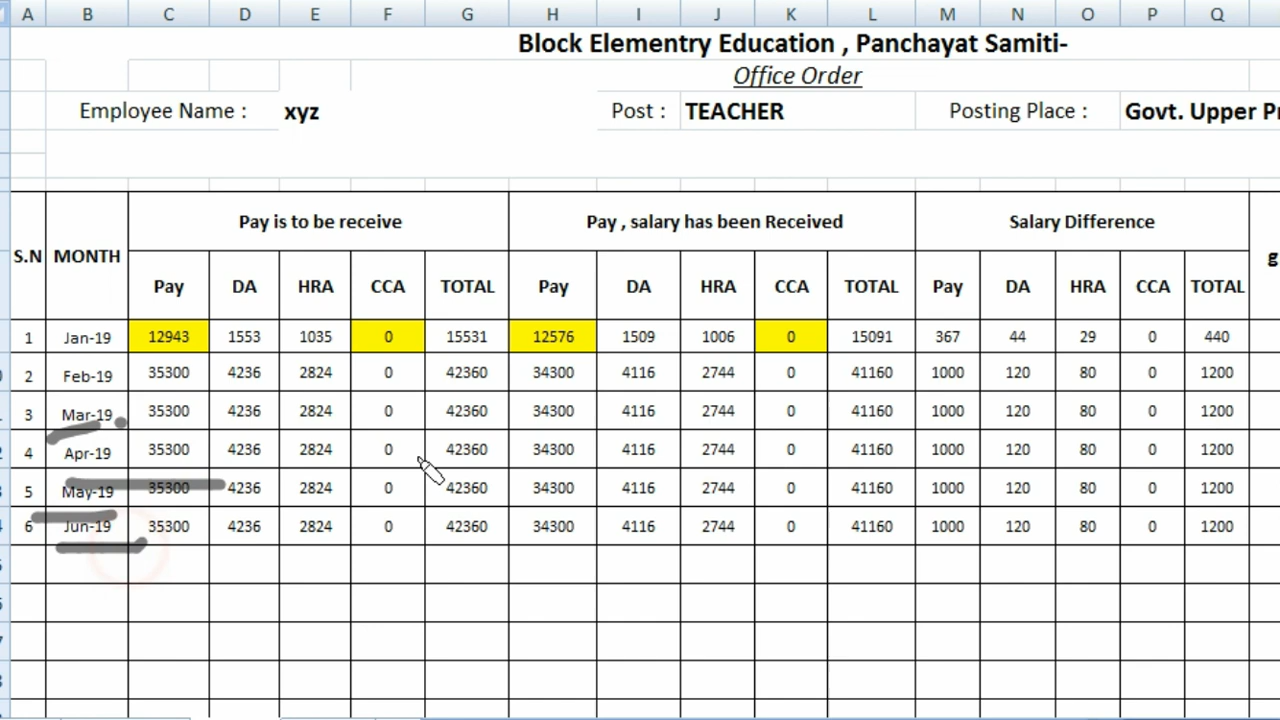 A B C D E F G H I J K L M N O P Q
Block Elementry Education , Panchayat Samiti-
Office Order
Employee Name : xyz Post : TEACHER Posting Place : Govt. Upper
Pay is to be receive Pay , salary has been Received Salary Difference
S.N MONTH
Pay DA HRA CCA TOTAL Pay DA HRA CCA TOTAL Pay DA HRA CCA TOTAL
1 Jan-19 12943 1553 1035 0 15531 12576 1509 1006 0 15091 367 44 29 0 440
2 Feb-19 35300 4236 2824 0 42360 34300 4116 2744 0 41160 1000 120 80 0 1200
3 Mar-19 35300 4236 2824 0 42360 34300 4116 2744 0 41160 1000 120 80 0 1200
4 Apr-19 35300 4236 2824 0 42360 34300 4116 2744 0 41160 1000 120 80 0 1200
5 May-19 35300 4236 2824 0 42360 34300 4116 2744 0 41160 1000 120 80 0 1200
6 Jun-19 35300 4236 2824 0 42360 34300 4116 2744 0 41160 1000 120 80 0 1200